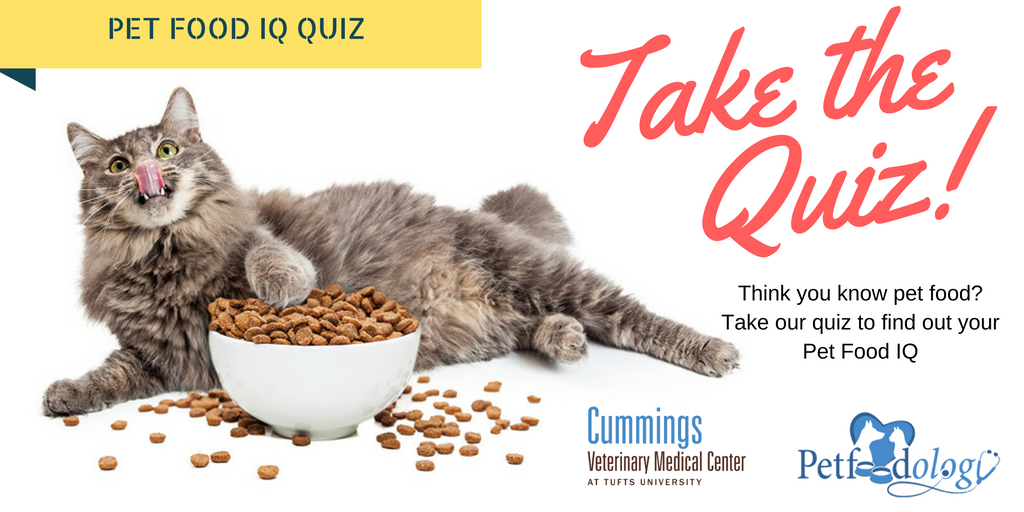 PET FOOD IQ QUIZ
Take the
Quiz!
Think you know pet food?
Take our quiz to find out your
Pet Food IQ
Cummings
Veterinary Medical Center
AT TUFTS UNIVERSITY
Petfoodology